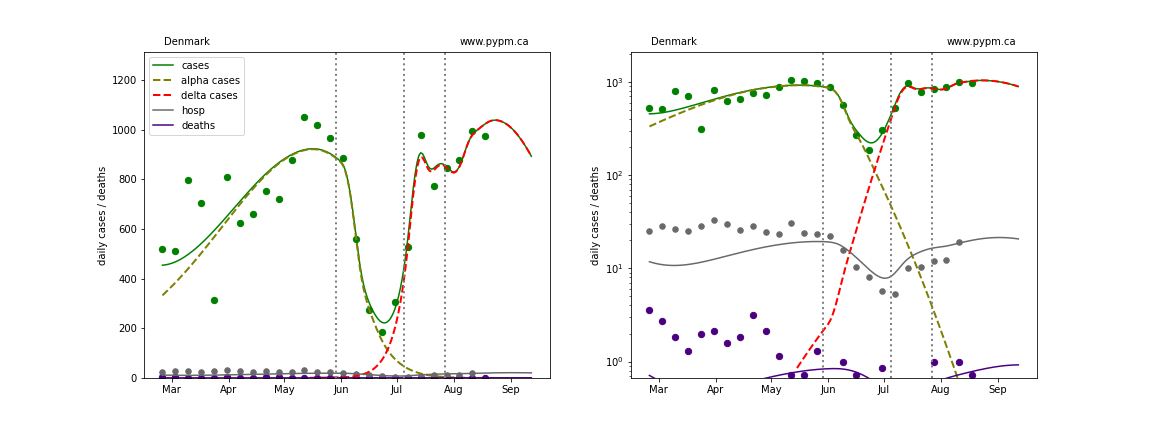 Denmark www.pypm.ca
daily cases / deaths
1200
1000
800
600
400
200
0
cases
alpha cases
delta cases
hosp
deaths
Mar Apr May Jun Jul Aug Sep
Denmark www.pypm.ca
daily cases / deaths
10³
10²
10¹
10⁰
Mar Apr May Jun Jul Aug Sep